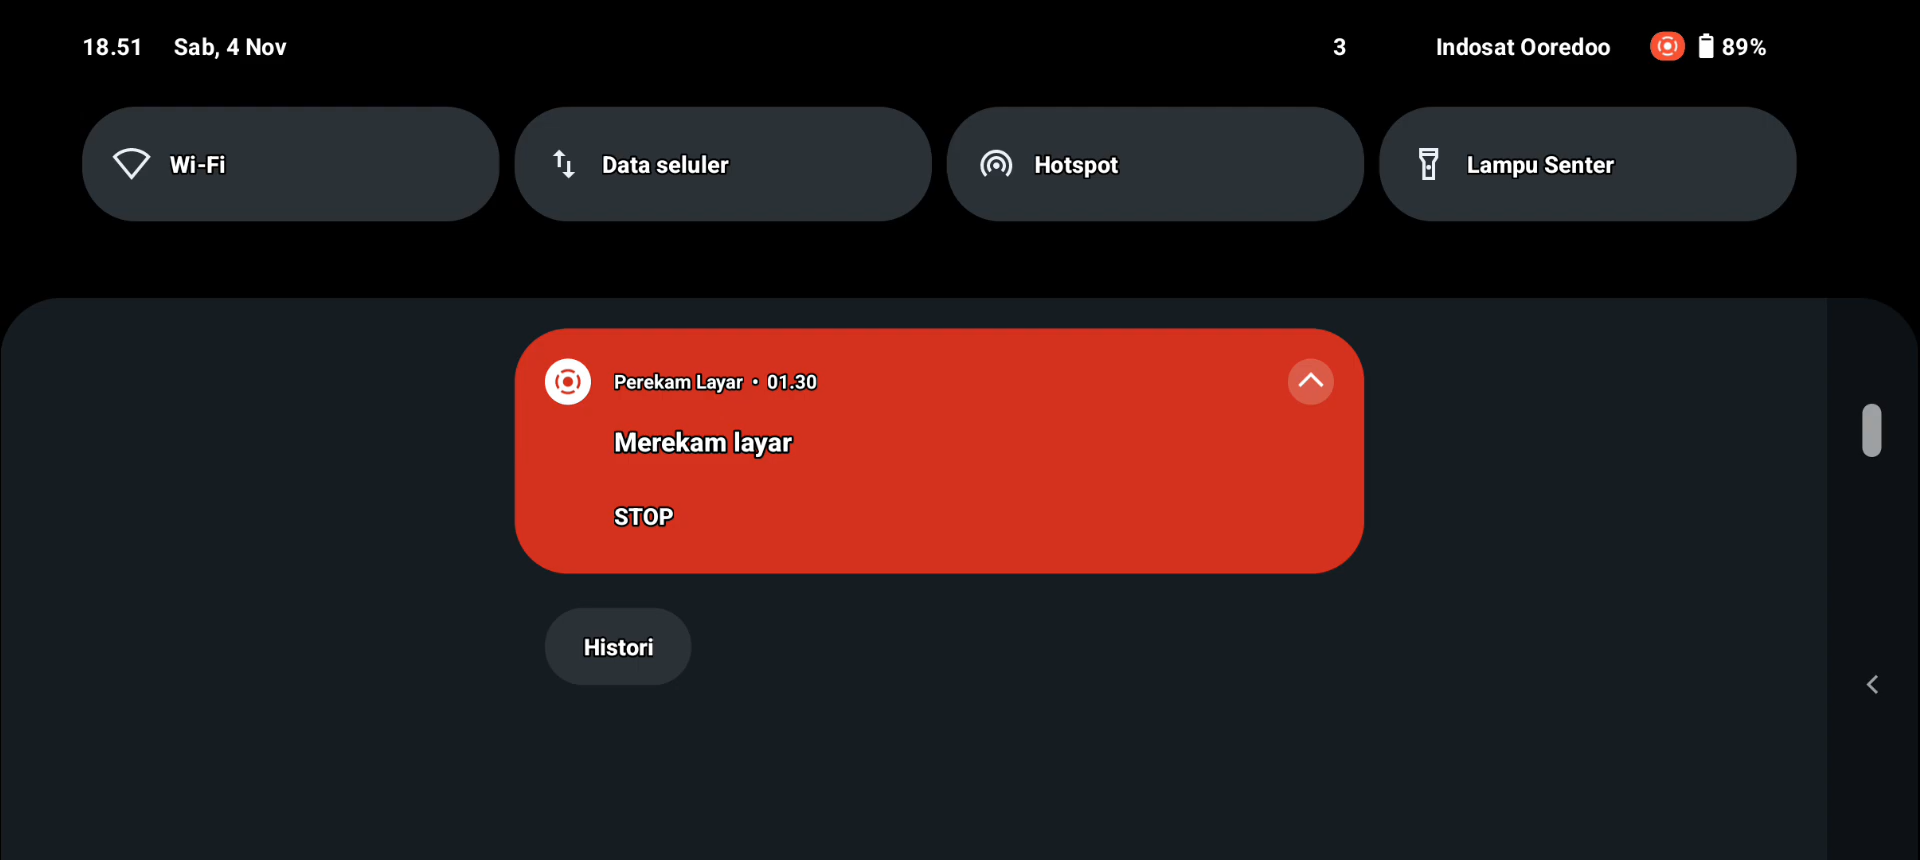 18.51 Sab, 4 Nov 3 Indosat Ooredoo 89%
Wi-Fi Data seluler Hotspot Lampu Senter
Perekam Layar • 01.30
Merekam layar
STOP
Histori